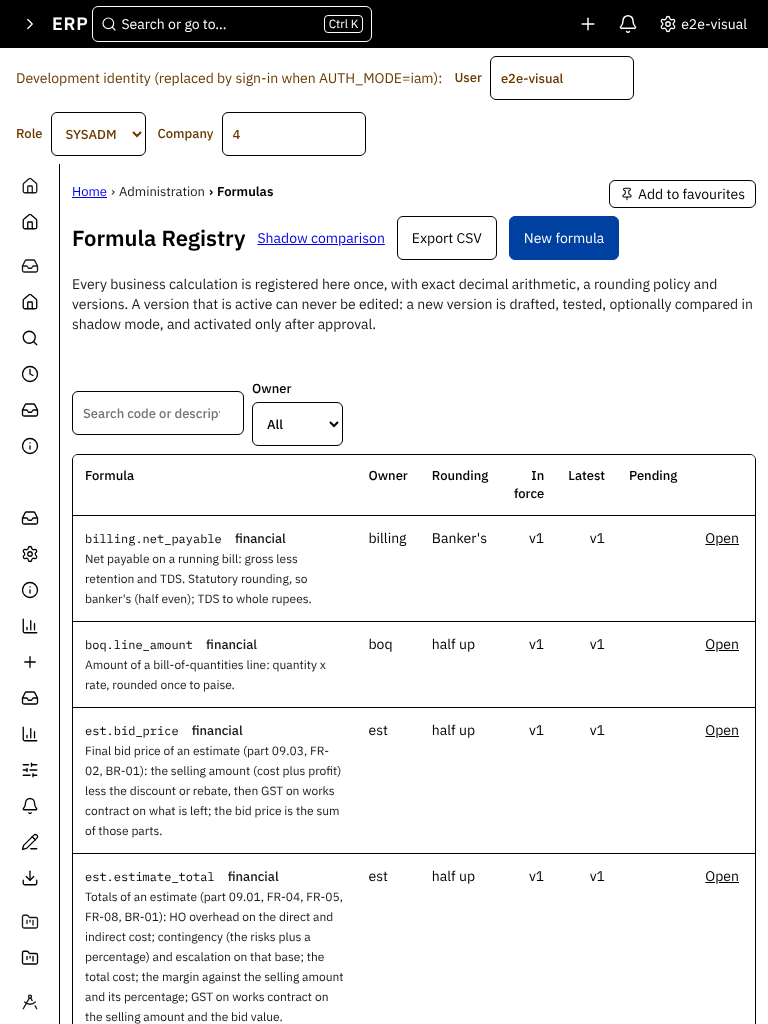 ERP Search or go to... Ctrl K e2e-visual
Development identity (replaced by sign-in when AUTH_MODE=iam): User e2e-visual
Role SYSADM Company 4
Home › Administration › Formulas
Add to favourites
Formula Registry Shadow comparison Export CSV New formula
Every business calculation is registered here once, with exact decimal arithmetic, a rounding policy and
versions. A version that is active can never be edited: a new version is drafted, tested, optionally compared in
shadow mode, and activated only after approval.
Owner
Search code or descrip All
Formula Owner Rounding In Latest Pending
force
billing.net_payable financial billing Banker's v1 v1 Open
Net payable on a running bill: gross less
retention and TDS. Statutory rounding, so
banker's (half even); TDS to whole rupees.
boq.line_amount financial boq half up v1 v1 Open
Amount of a bill-of-quantities line: quantity x
rate, rounded once to paise.
est.bid_price financial est half up v1 v1 Open
Final bid price of an estimate (part 09.03, FR-
02, BR-01): the selling amount (cost plus profit)
less the discount or rebate, then GST on works
contract on what is left; the bid price is the sum
of those parts.
est.estimate_total financial est half up v1 v1 Open
Totals of an estimate (part 09.01, FR-04, FR-05,
FR-08, BR-01): HO overhead on the direct and
indirect cost; contingency (the risks plus a
percentage) and escalation on that base; the
total cost; the margin against the selling amount
and its percentage; GST on works contract on
the selling amount and the bid value.